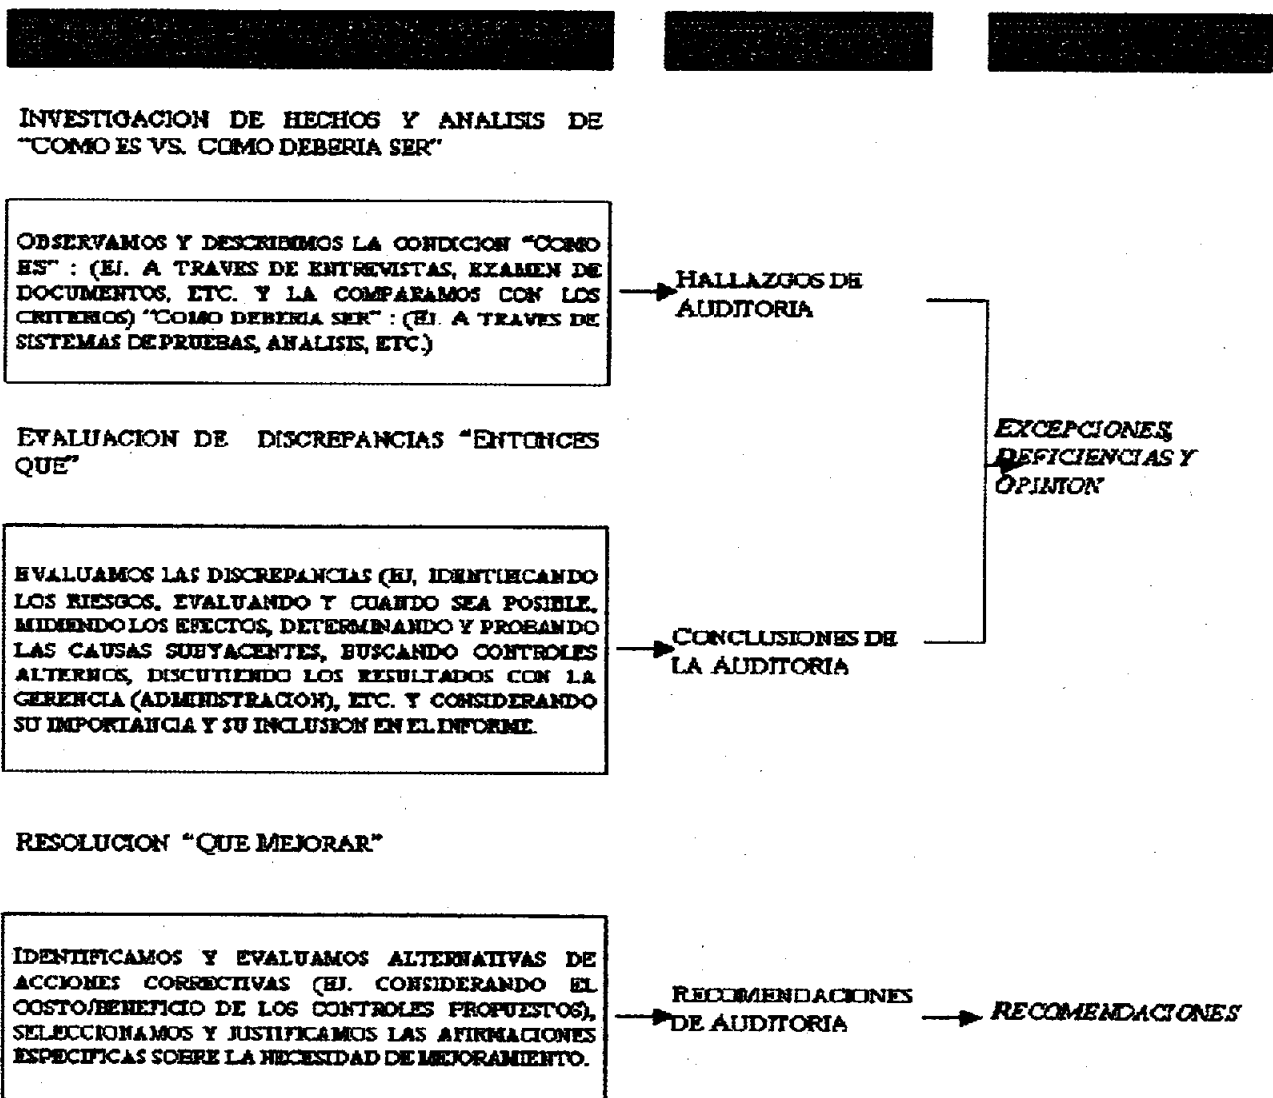 INVESTIGACION DE HECHOS Y ANALISIS DE
"COMO ES VS. COMO DEBERIA SER"
OBSERVAMOS Y DESCRIBIMOS LA CONDICION "COMO
ES" : (EJ. A TRAVES DE ENTREVISTAS, EXAMEN DE
DOCUMENTOS, ETC. Y LA COMPARAMOS CON LOS
CRITERIOS) "COMO DEBERIA SER" : (EJ. A TRAVES DE
SISTEMAS DE PRUEBAS, ANALISIS, ETC.)
HALLAZGOS DE
AUDITORIA
EVALUACION DE DISCREPANCIAS "ENTONCES
QUE"
EXCEPCIONES,
DEFICIENCIAS Y
OPINION
EVALUAMOS LAS DISCREPANCIAS (EJ, IDENTIFICANDO
LOS RIESGOS, EVALUANDO Y CUANDO SEA POSIBLE,
MIDIENDO LOS EFECTOS, DETERMINANDO Y PROBANDO
LAS CAUSAS SUBYACENTES, BUSCANDO CONTROLES
ALTERNOS, DISCUTIENDO LOS RESULTADOS CON LA
GERENCIA (ADMINISTRACION), ETC. Y CONSIDERANDO
SU IMPORTANCIA Y SU INCLUSION EN EL INFORME.
CONCLUSIONES DE
LA AUDITORIA
RESOLUCION "QUE MEJORAR"
IDENTIFICAMOS Y EVALUAMOS ALTERNATIVAS DE
ACCIONES CORRECTIVAS (EJ. CONSIDERANDO EL
COSTO/BENEFICIO DE LOS CONTROLES PROPUESTOS),
SELECCIONAMOS Y JUSTIFICAMOS LAS AFIRMACIONES
ESPECIFICAS SOBRE LA NECESIDAD DE MEJORAMIENTO.
RECOMENDACIONES
DE AUDITORIA
RECOMENDACIONES